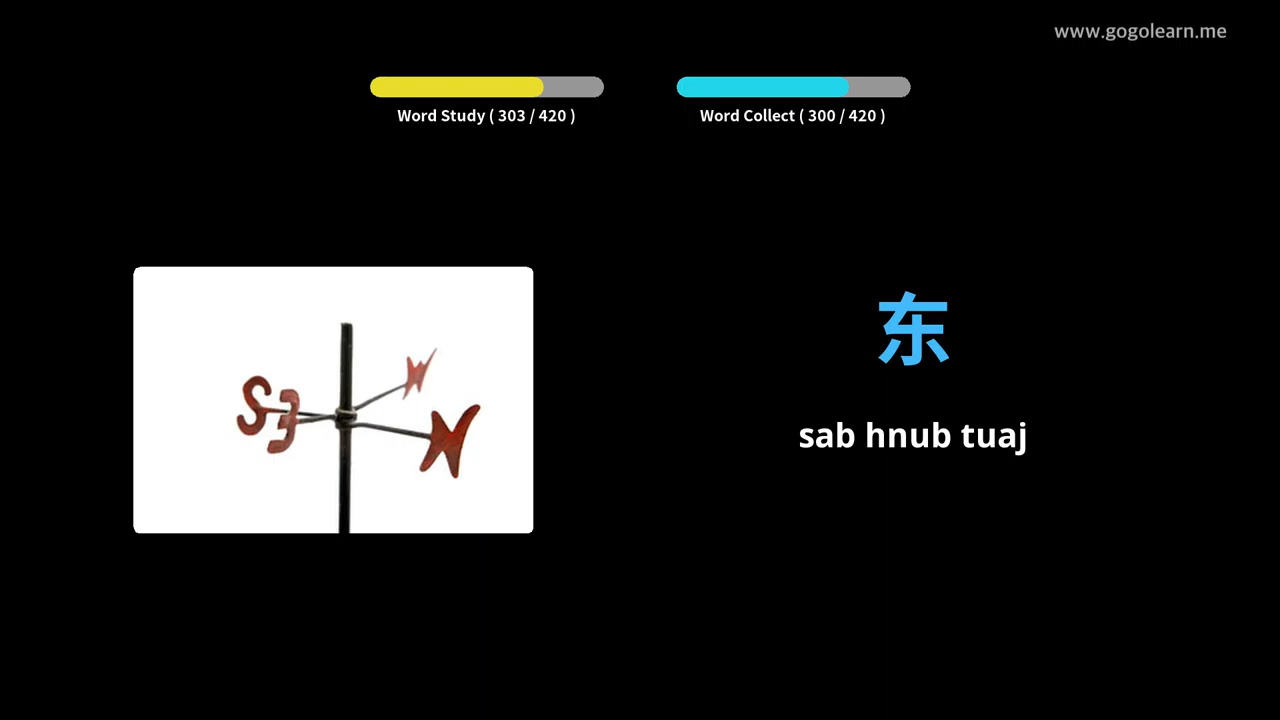 www.gogolearn.me
Word Study ( 303 / 420 )
Word Collect ( 300 / 420 )
S E N
东
sab hnub tuaj